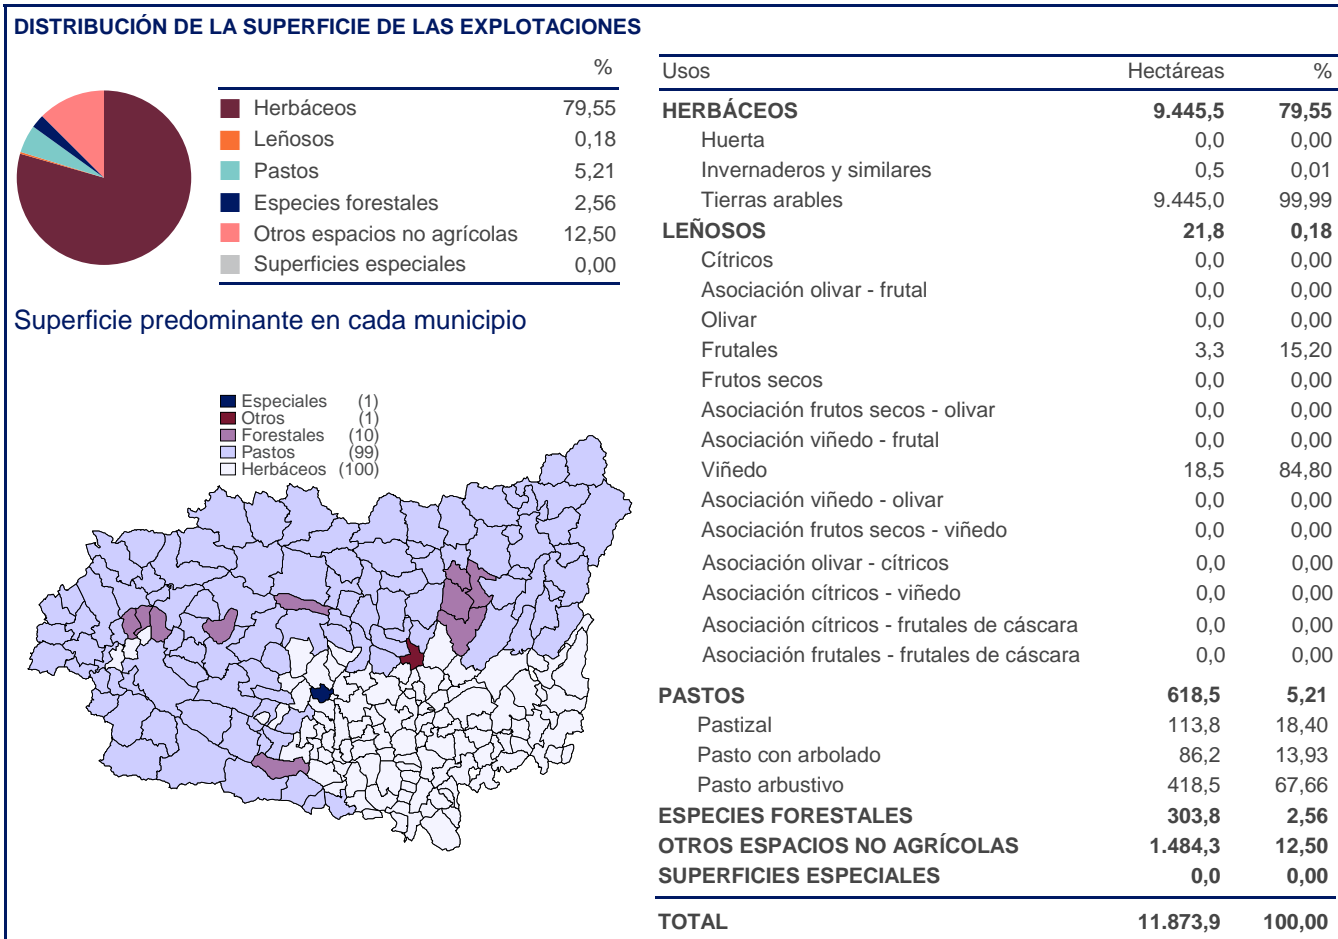 DISTRIBUCIÓN DE LA SUPERFICIE DE LAS EXPLOTACIONES
%
Herbáceos 79,55
Leñosos 0,18
Pastos 5,21
Especies forestales 2,56
Otros espacios no agrícolas 12,50
Superficies especiales 0,00
Superficie predominante en cada municipio
Especiales (1)
Otros (1)
Forestales (10)
Pastos (99)
Herbáceos (100)
Usos Hectáreas %
HERBÁCEOS 9.445,5 79,55
Huerta 0,0 0,00
Invernaderos y similares 0,5 0,01
Tierras arables 9.445,0 99,99
LEÑOSOS 21,8 0,18
Cítricos 0,0 0,00
Asociación olivar - frutal 0,0 0,00
Olivar 0,0 0,00
Frutales 3,3 15,20
Frutos secos 0,0 0,00
Asociación frutos secos - olivar 0,0 0,00
Asociación viñedo - frutal 0,0 0,00
Viñedo 18,5 84,80
Asociación viñedo - olivar 0,0 0,00
Asociación frutos secos - viñedo 0,0 0,00
Asociación olivar - cítricos 0,0 0,00
Asociación cítricos - viñedo 0,0 0,00
Asociación cítricos - frutales de cáscara 0,0 0,00
Asociación frutales - frutales de cáscara 0,0 0,00
PASTOS 618,5 5,21
Pastizal 113,8 18,40
Pasto con arbolado 86,2 13,93
Pasto arbustivo 418,5 67,66
ESPECIES FORESTALES 303,8 2,56
OTROS ESPACIOS NO AGRÍCOLAS 1.484,3 12,50
SUPERFICIES ESPECIALES 0,0 0,00
TOTAL 11.873,9 100,00